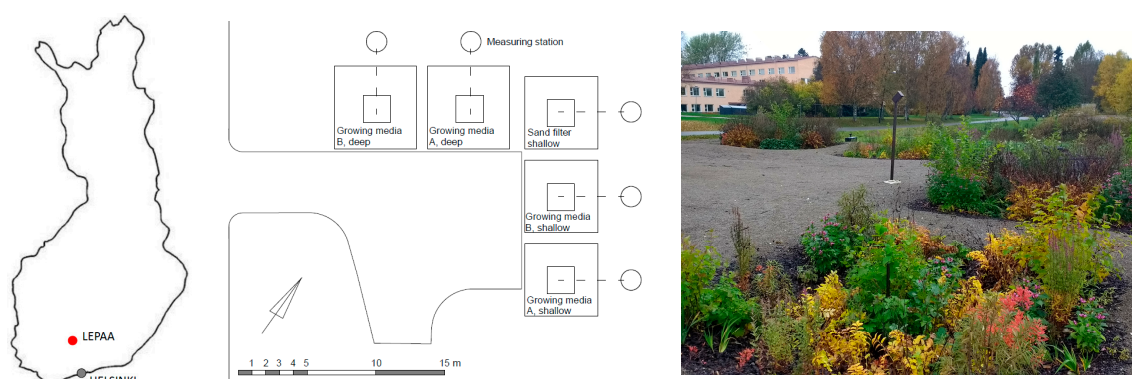 LEPAA
HELSINKI
Measuring station
Growing media
B, deep
Growing media
A, deep
Sand filter
shallow
Growing media
B, shallow
Growing media
A, shallow
1 2 3 4 5 10 15 m